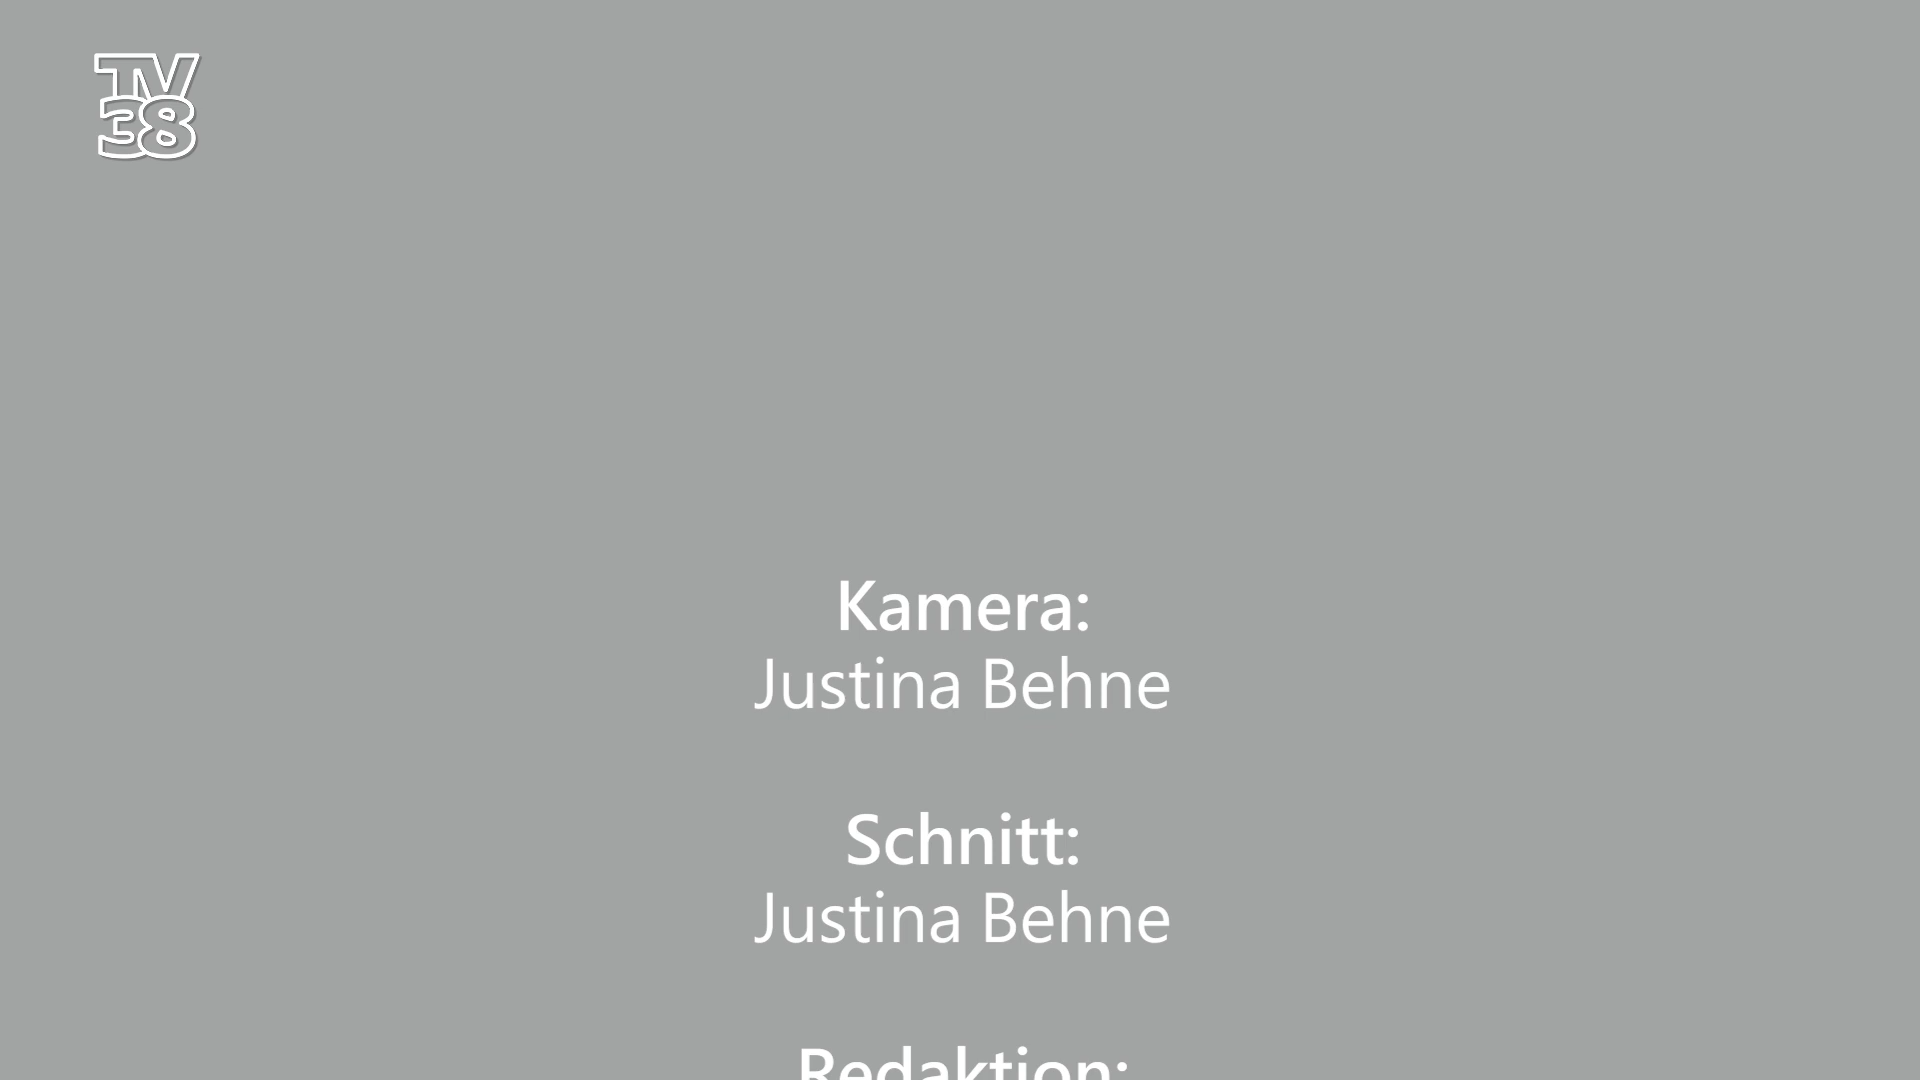 TV
38
Kamera:
Justina Behne
Schnitt:
Justina Behne
Redaktion: